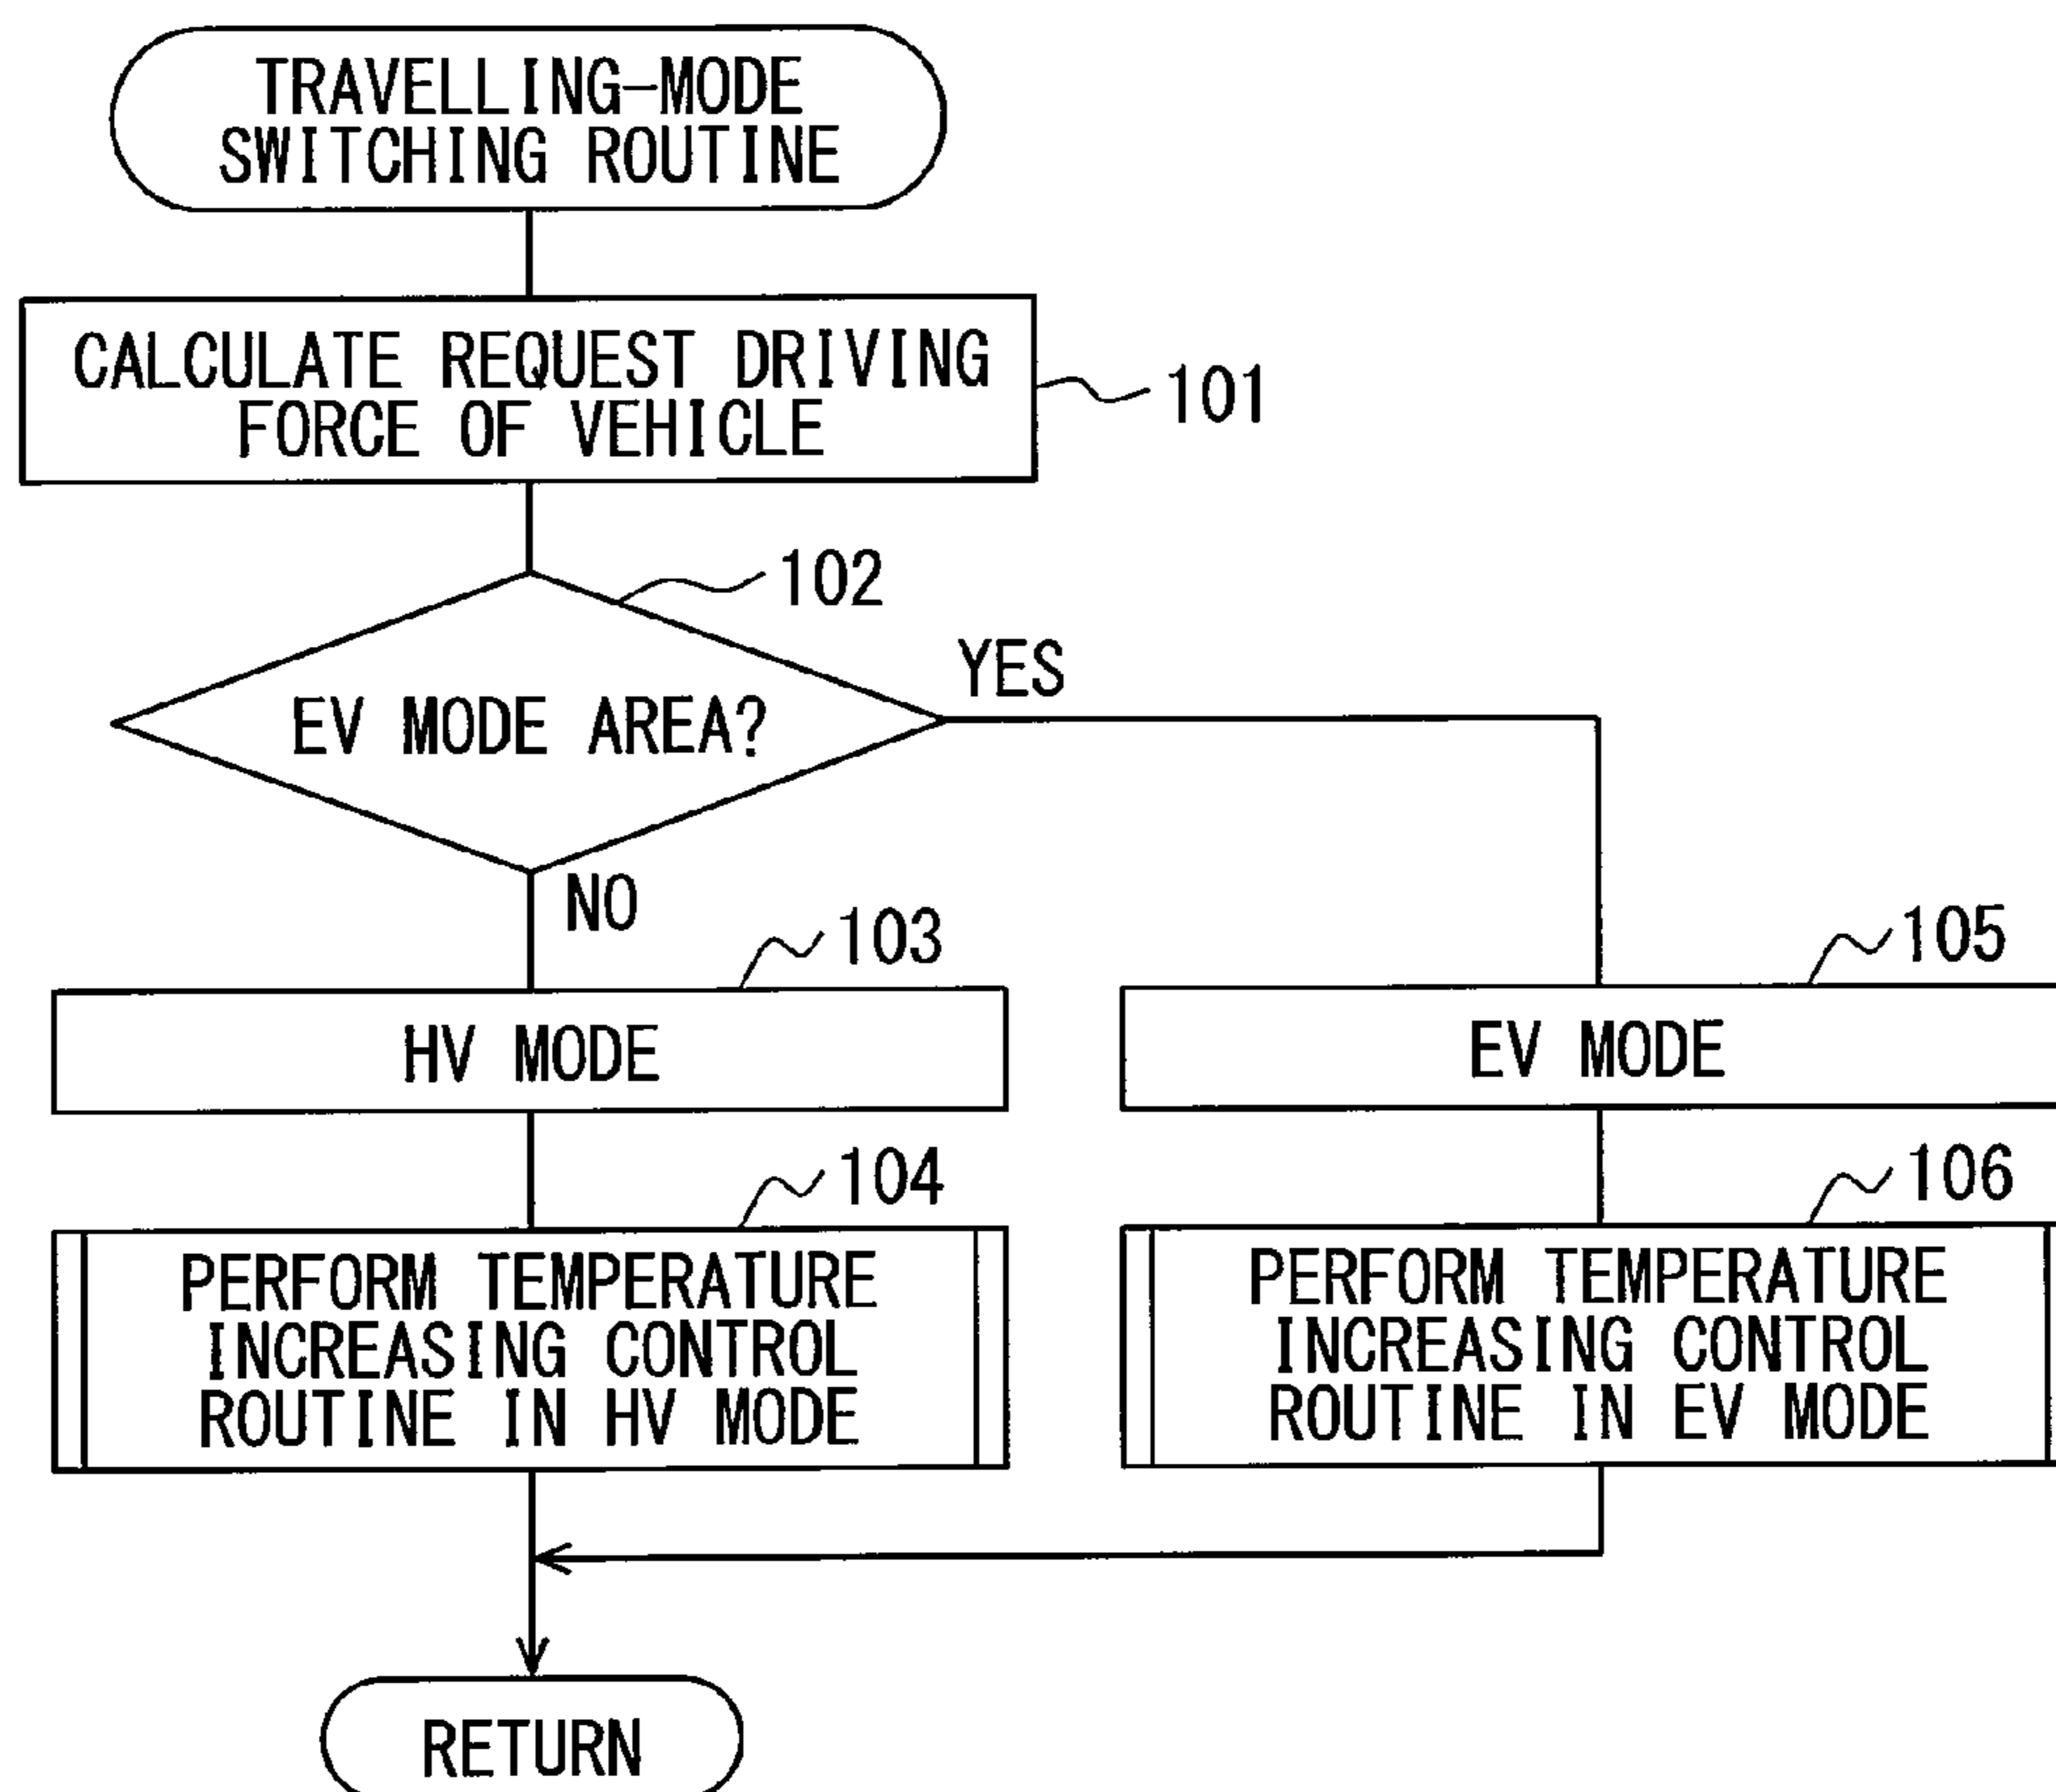 TRAVELLING-MODE
SWITCHING ROUTINE
CALCULATE REQUEST DRIVING
FORCE OF VEHICLE
101
102
EV MODE AREA?
YES
NO
103
HV MODE
105
EV MODE
104
PERFORM TEMPERATURE
INCREASING CONTROL
ROUTINE IN HV MODE
106
PERFORM TEMPERATURE
INCREASING CONTROL
ROUTINE IN EV MODE
RETURN